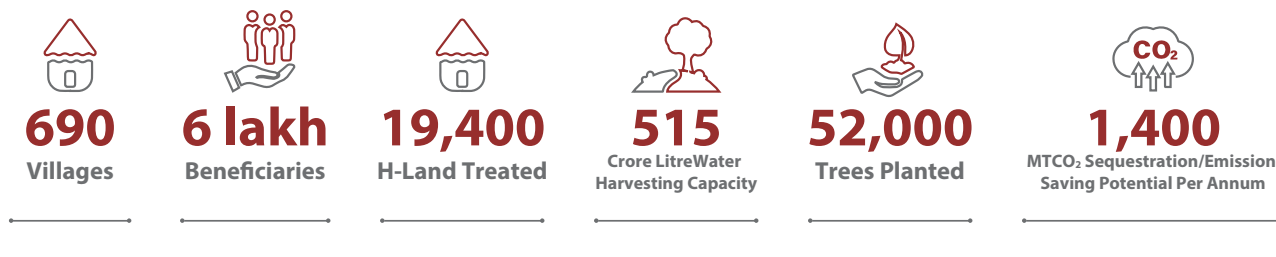 690
Villages
6 lakh
Beneficiaries
19,400
H-Land Treated
515
Crore LitreWater
Harvesting Capacity
52,000
Trees Planted
CO₂
1,400
MTCO₂ Sequestration/Emission
Saving Potential Per Annum